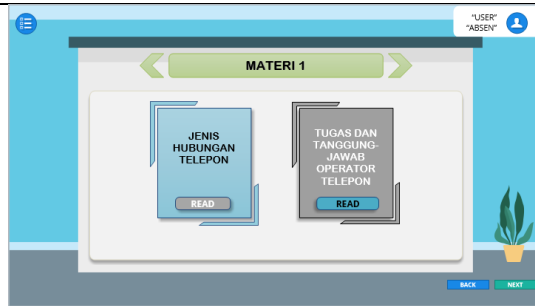 "USER"
"ABSEN"
MATERI 1
JENIS
HUBUNGAN
TELEPON
READ
TUGAS DAN
TANGGUNG-
JAWAB
OPERATOR
TELEPON
READ
BACK
NEXT